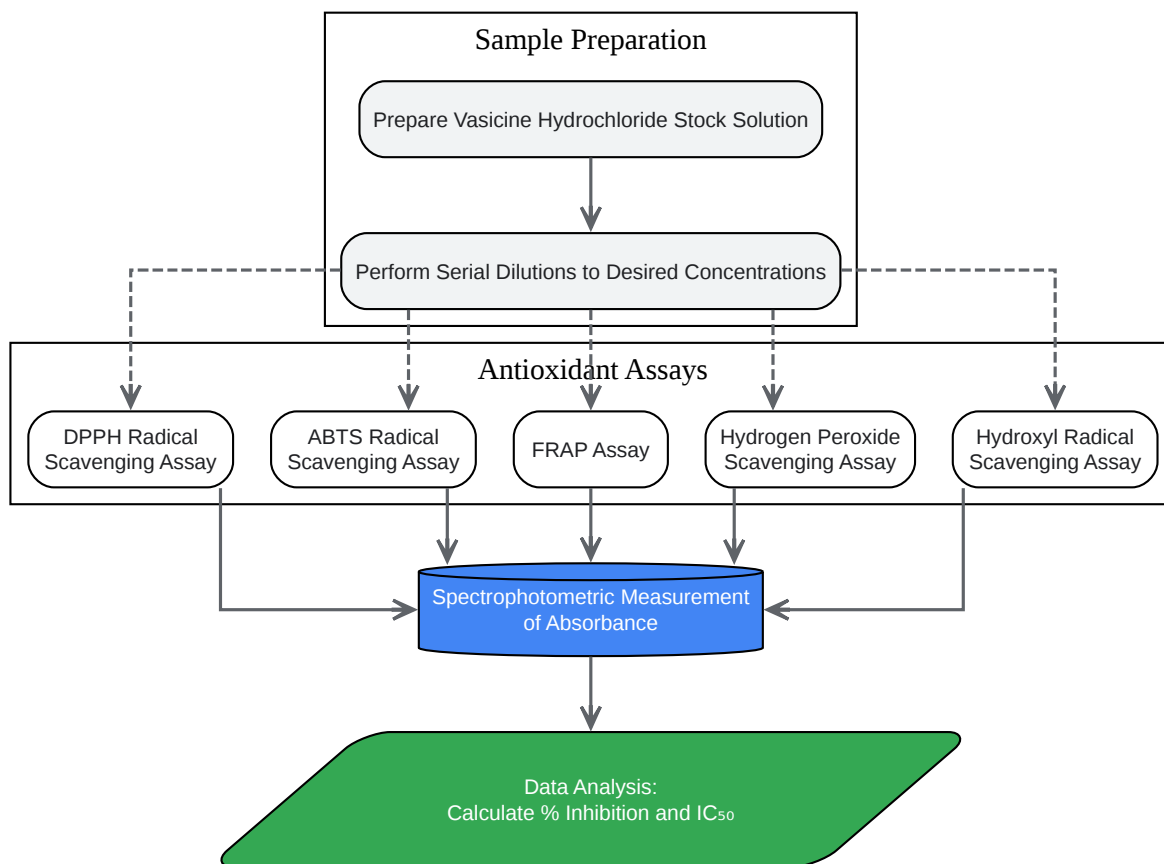 Sample Preparation
Prepare Vasicine Hydrochloride Stock Solution
Perform Serial Dilutions to Desired Concentrations
Antioxidant Assays
DPPH Radical
Scavenging Assay
ABTS Radical
Scavenging Assay
FRAP Assay
Hydrogen Peroxide
Scavenging Assay
Hydroxyl Radical
Scavenging Assay
Spectrophotometric Measurement
of Absorbance
Data Analysis:
Calculate % Inhibition and IC₅₀